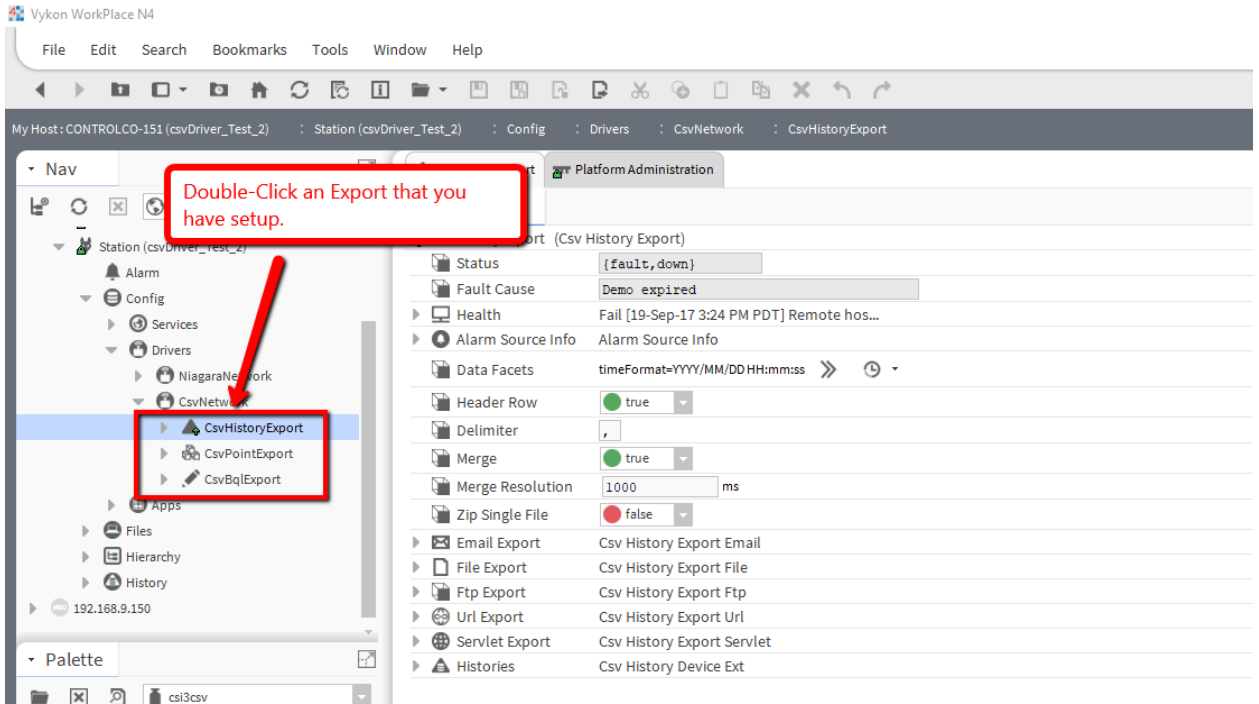 Vykon WorkPlace N4
File Edit Search Bookmarks Tools Window Help
My Host : CONTROLCO-151 (csvDriver_Test_2) : Station (csvDriver_Test_2) : Config : Drivers : CsvNetwork : CsvHistoryExport
Nav
Platform Administration
Double-Click an Export that you
have setup.
Station (csvDriver_Test_2)
Alarm
Config
Services
Drivers
NiagaraNetwork
CsvNetwork
CsvHistoryExport
CsvPointExport
CsvBqlExport
Apps
Files
Hierarchy
History
192.168.9.150
Palette
csi3csv
(Csv History Export)
Status {fault,down}
Fault Cause Demo expired
Health Fail [19-Sep-17 3:24 PM PDT] Remote hos...
Alarm Source Info Alarm Source Info
Data Facets timeFormat=YYYY/MM/DD HH:mm:ss
Header Row true
Delimiter ,
Merge true
Merge Resolution 1000 ms
Zip Single File false
Email Export Csv History Export Email
File Export Csv History Export File
Ftp Export Csv History Export Ftp
Url Export Csv History Export Url
Servlet Export Csv History Export Servlet
Histories Csv History Device Ext